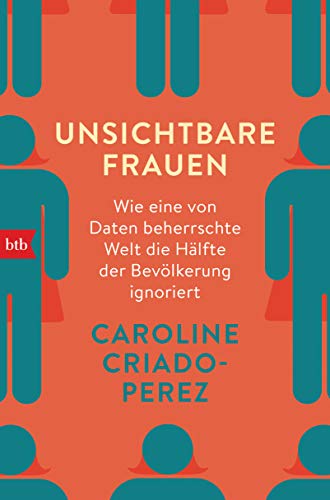 UNSICHTBARE
FRAUEN
Wie eine von
Daten beherrschte
Welt die Hälfte
der Bevölkerung
ignoriert
btb
CAROLINE
CRIADO-
PEREZ